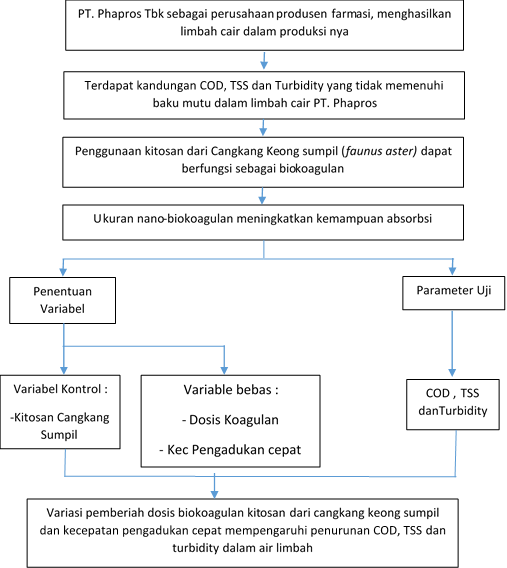 PT. Phapros Tbk sebagai perusahaan produsen farmasi, menghasilkan
limbah cair dalam produksi nya
Terdapat kandungan COD, TSS dan Turbidity yang tidak memenuhi
baku mutu dalam limbah cair PT. Phapros
Penggunaan kitosan dari Cangkang Keong sumpil (faunus aster) dapat
berfungsi sebagai biokoagulan
Ukuran nano-biokoagulan meningkatkan kemampuan absorbsi
Penentuan
Variabel
Parameter Uji
Variabel Kontrol :
-Kitosan Cangkang
Sumpil
Variable bebas :
- Dosis Koagulan
- Kec Pengadukan cepat
COD , TSS
danTurbidity
Variasi pemberiah dosis biokoagulan kitosan dari cangkang keong sumpil
dan kecepatan pengadukan cepat mempengaruhi penurunan COD, TSS dan
turbidity dalam air limbah